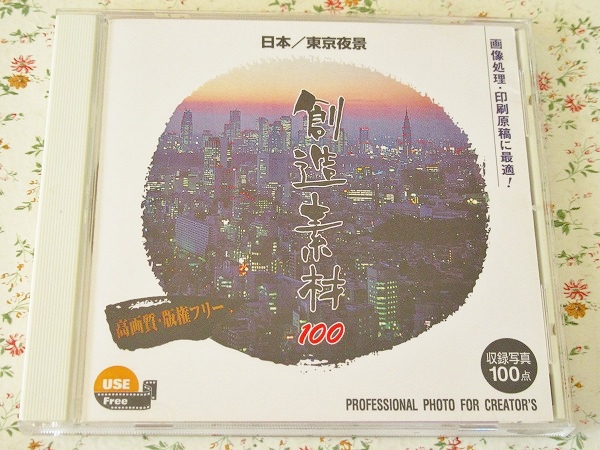 日本／東京夜景
画像処理・印刷原稿に最適！
創造素材
100
高画質・版権フリー
USE
Free
収録写真
100点
PROFESSIONAL PHOTO FOR CREATOR'S